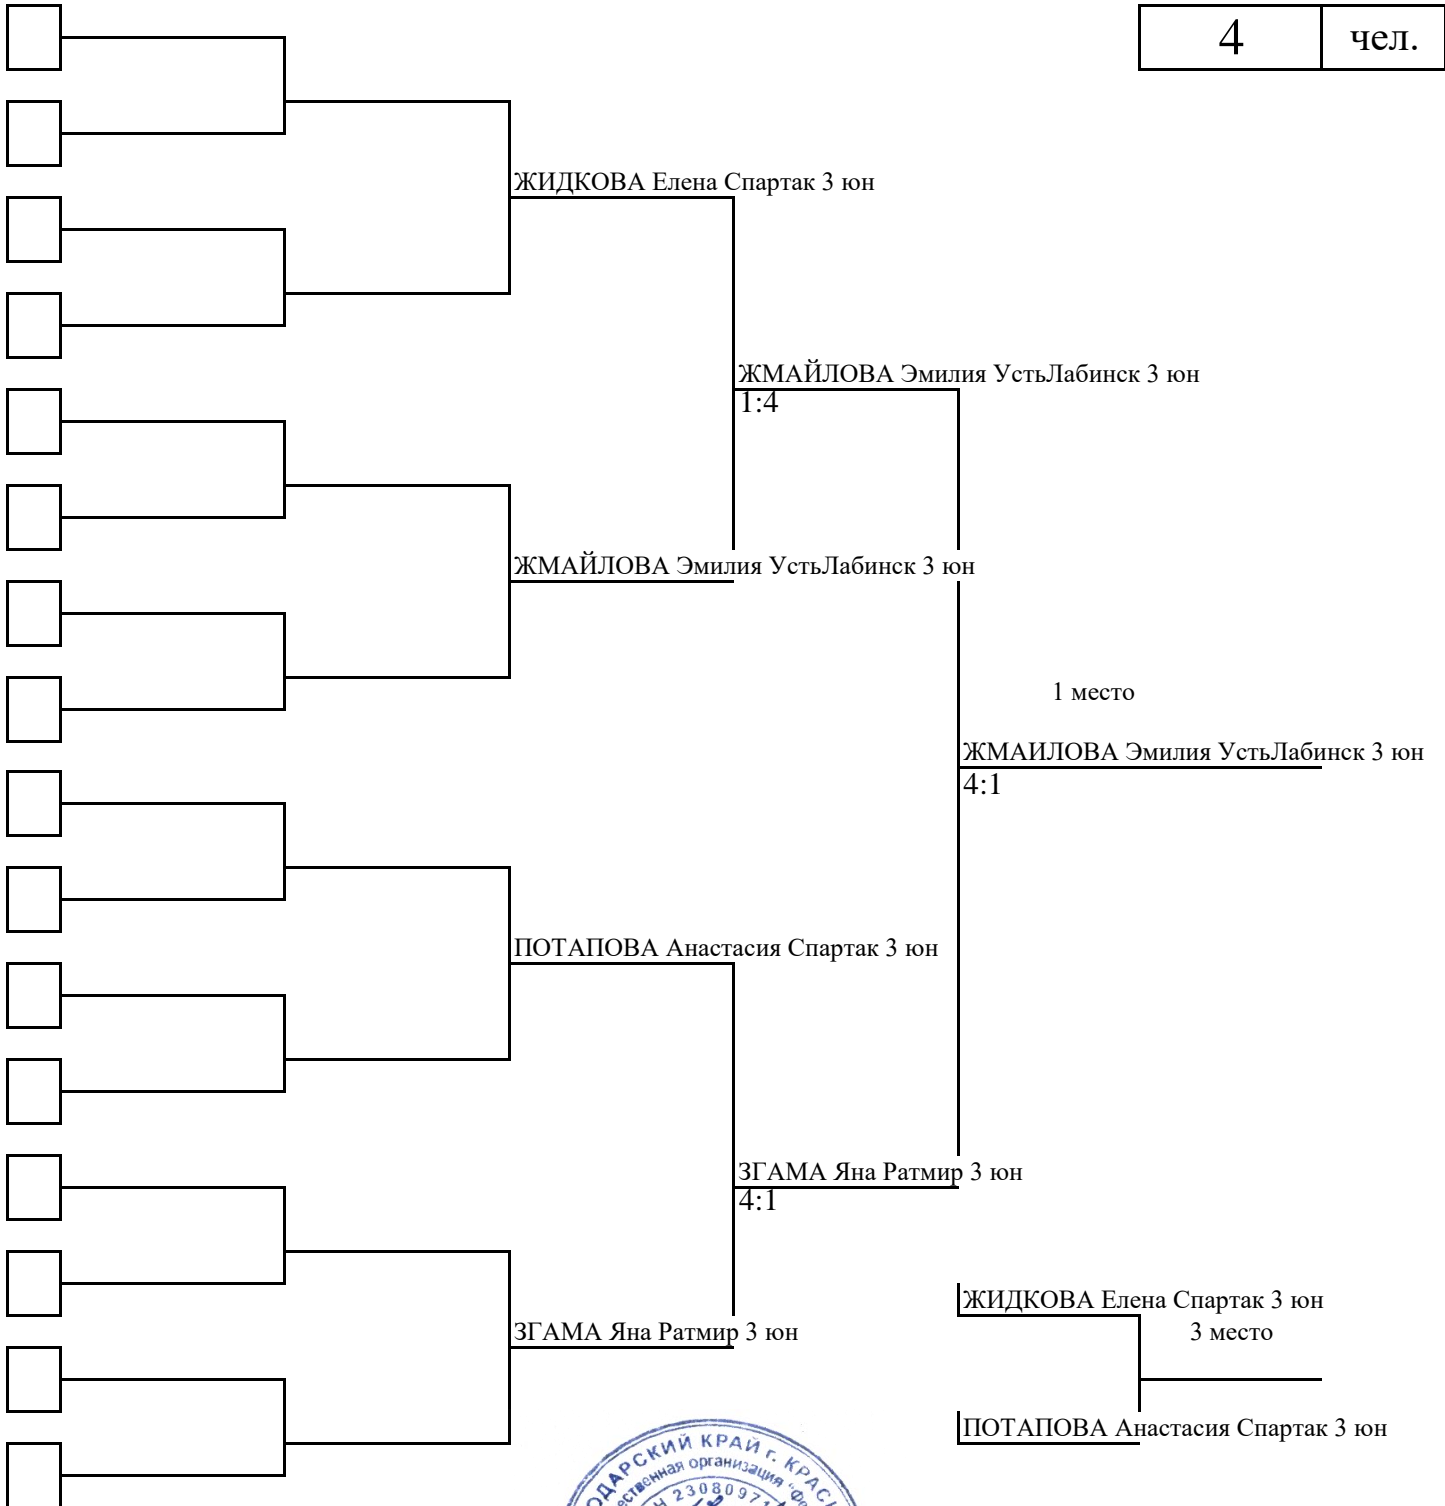 4 чел.
ЖИДКОВА Елена Спартак 3 юн
ЖМАЙЛОВА Эмилия УстьЛабинск 3 юн
1:4
ЖМАЙЛОВА Эмилия УстьЛабинск 3 юн
1 место
ЖМАИЛОВА Эмилия УстьЛабинск 3 юн
4:1
ПОТАПОВА Анастасия Спартак 3 юн
ЗГАМА Яна Ратмир 3 юн
4:1
ЖИДКОВА Елена Спартак 3 юн
ЗГАМА Яна Ратмир 3 юн
3 место
ПОТАПОВА Анастасия Спартак 3 юн
КИЙ КРАЙ г.
организация